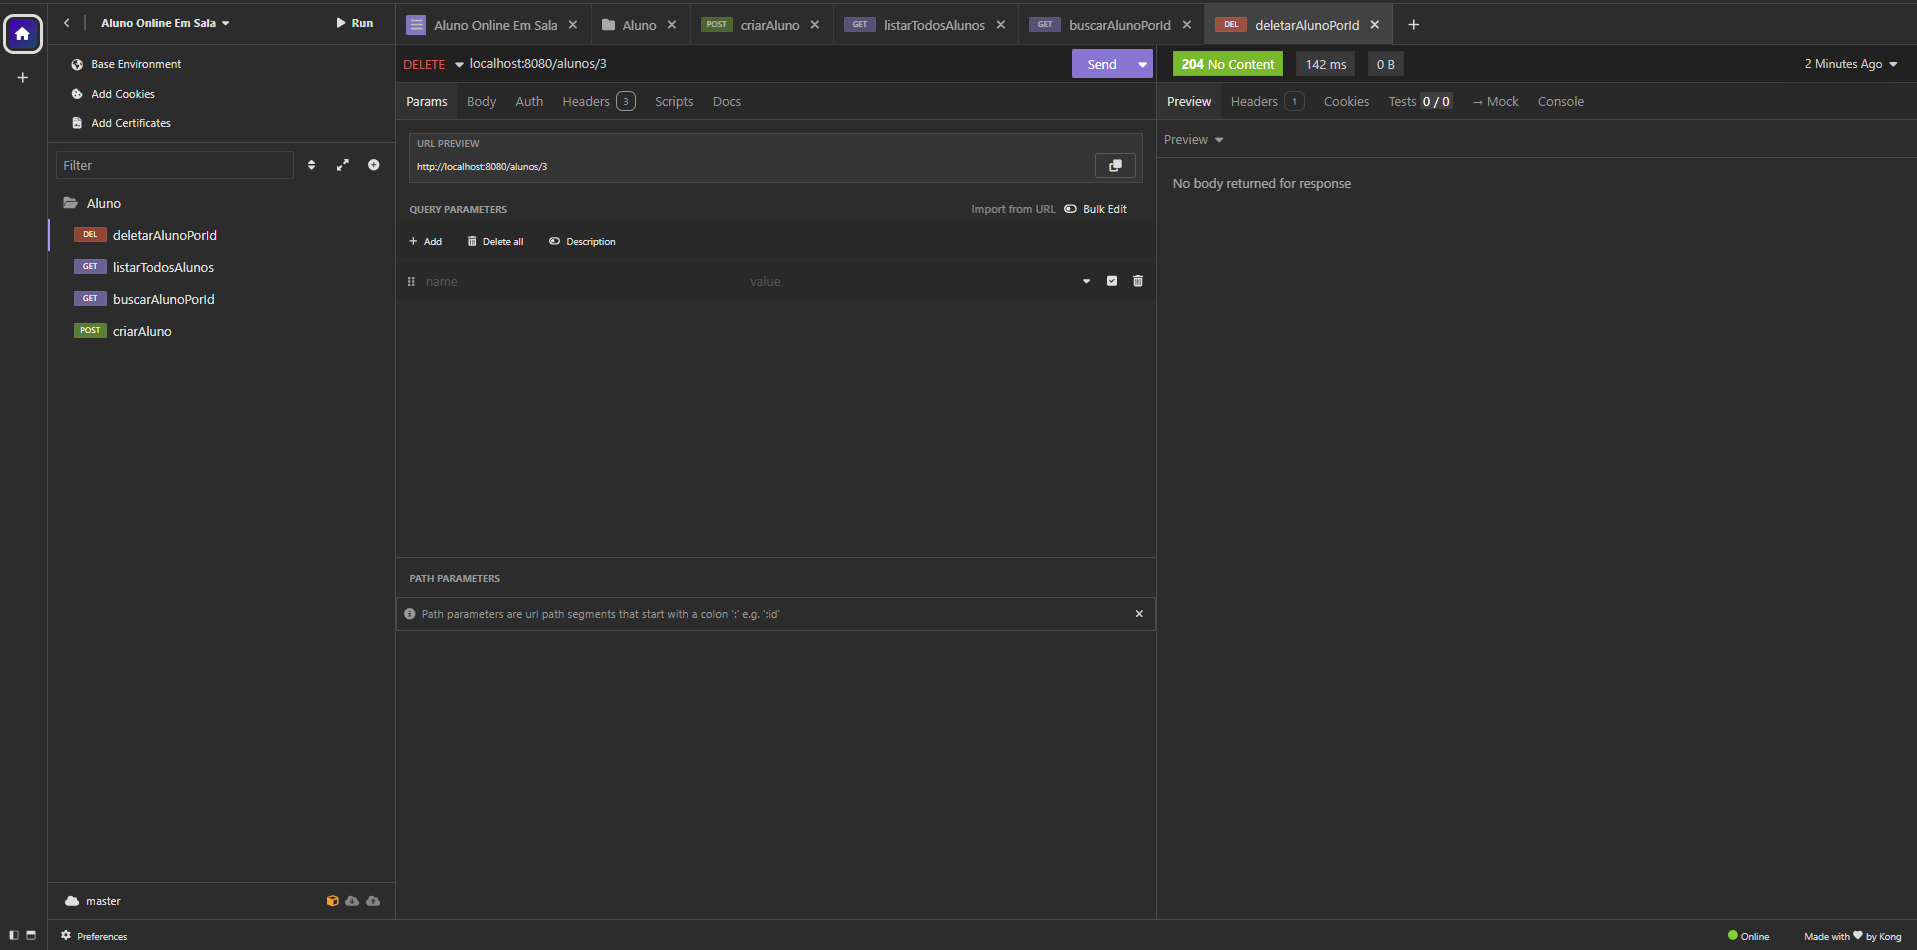 Aluno Online Em Sala
Run
Aluno Online Em Sala
Aluno
POST criarAluno
GET listarTodosAlunos
GET buscarAlunoPorId
DEL deletarAlunoPorId
Base Environment
Add Cookies
Add Certificates
Filter
Aluno
DEL deletarAlunoPorId
GET listarTodosAlunos
GET buscarAlunoPorId
POST criarAluno
master
Preferences
DELETE localhost:8080/alunos/3
Send
Params Body Auth Headers 3 Scripts Docs
URL PREVIEW
http://localhost:8080/alunos/3
QUERY PARAMETERS
Import from URL Bulk Edit
Add Delete all Description
name value
PATH PARAMETERS
Path parameters are url path segments that start with a colon ':' e.g. ':id'
204 No Content 142 ms 0 B
2 Minutes Ago
Preview Headers 1 Cookies Tests 0 / 0 → Mock Console
Preview
No body returned for response
Online
Made with ♥ by Kong